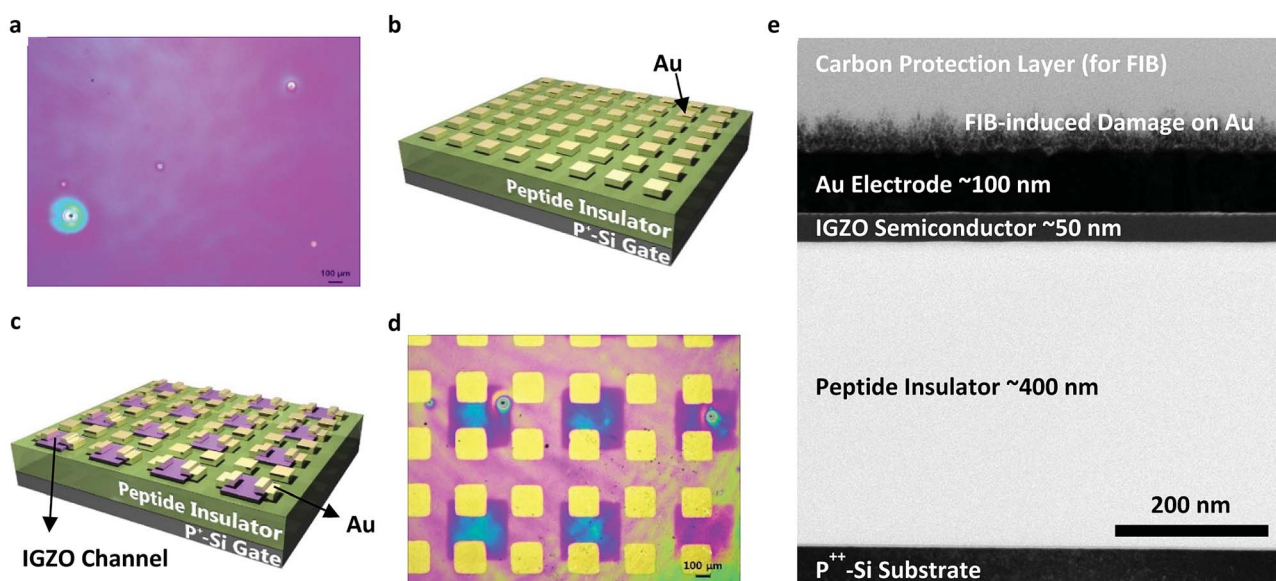 a
100 μm
b
Au
Peptide Insulator
P⁺-Si Gate
c
Peptide Insulator
P⁺-Si Gate
IGZO Channel
Au
d
100 μm
e
Carbon Protection Layer (for FIB)
FIB-induced Damage on Au
Au Electrode ~100 nm
IGZO Semiconductor ~50 nm
Peptide Insulator ~400 nm
200 nm
P⁺⁺-Si Substrate